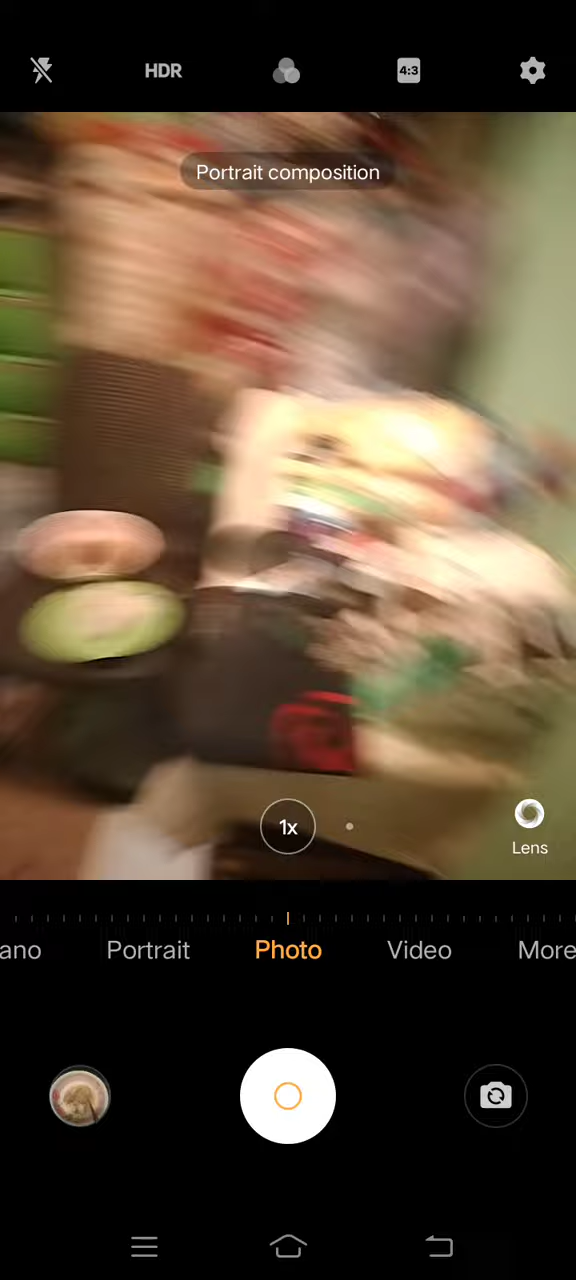 HDR
4:3
Portrait composition
1x
Lens
ano
Portrait
Photo
Video
More